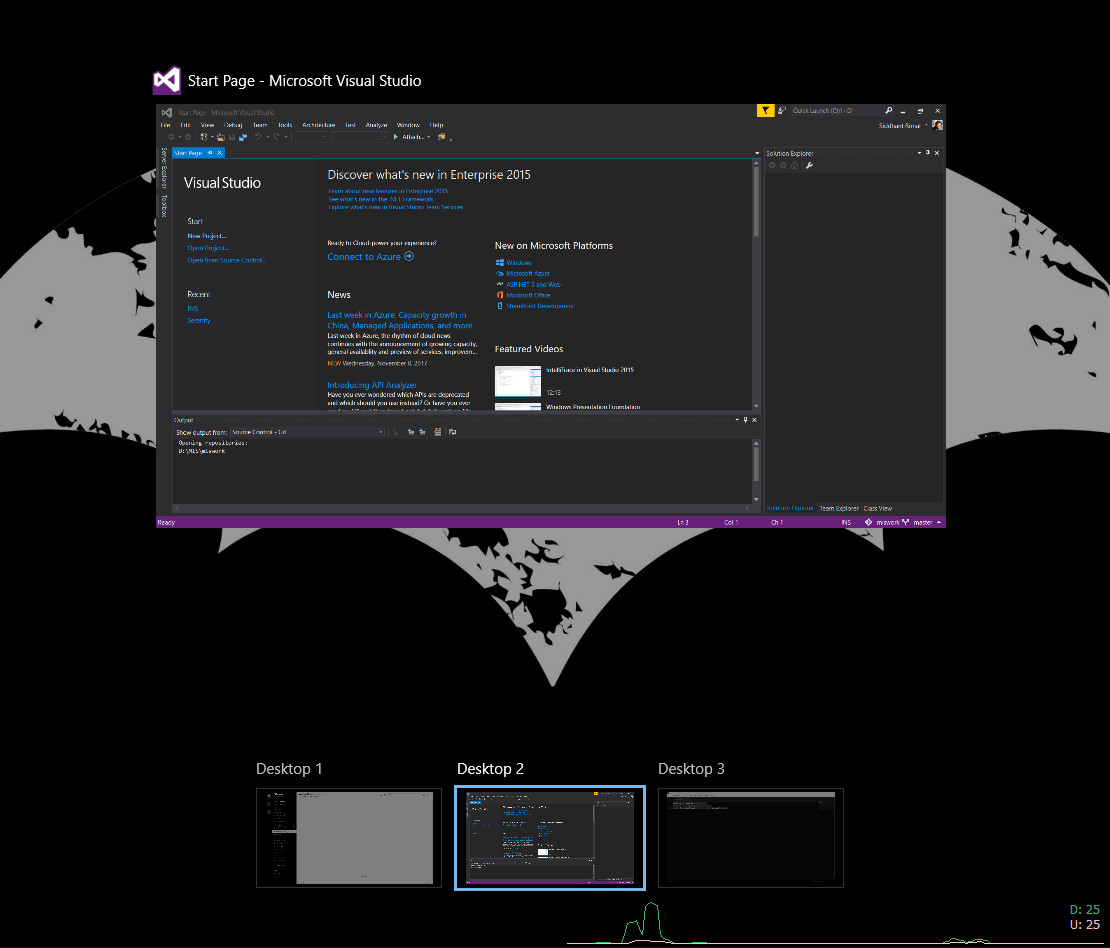 Start Page - Microsoft Visual Studio
Start Page - Microsoft Visual Studio
Quick Launch (Ctrl+Q)
File Edit View Debug Team Tools Architecture Test Analyze Window Help
Siddhant Rimal
Attach...
Server Explorer
Toolbox
Start Page
Visual Studio
Start
New Project...
Open Project...
Open from Source Control...
Recent
IMS
Serenity
Discover what's new in Enterprise 2015
Learn about new features in Enterprise 2015
See what's new in the .NET Framework
Explore what's new in Visual Studio Team Services
Ready to Cloud-power your experience?
Connect to Azure
News
Last week in Azure: Capacity growth in
China, Managed Applications, and more
Last week in Azure, the rhythm of cloud news
continues with the announcement of growing capacity,
general availability and preview of services, improvem...
NEW Wednesday, November 8, 2017
Introducing API Analyzer
Have you ever wondered which APIs are deprecated
and which should you use instead? Or have you ever
New on Microsoft Platforms
Windows
Microsoft Azure
ASP.NET 5 and Web
Microsoft Office
SharePoint Development
Featured Videos
IntelliTrace in Visual Studio 2015
12:13
Windows Presentation Foundation
Solution Explorer
Output
Show output from: Source Control - Git
Opening repositories:
D:\MIS\miswork
Solution Explorer Team Explorer Class View
Ready Ln 3 Col 1 Ch 1 INS miswork master
Desktop 1 Desktop 2 Desktop 3
D: 25
U: 25